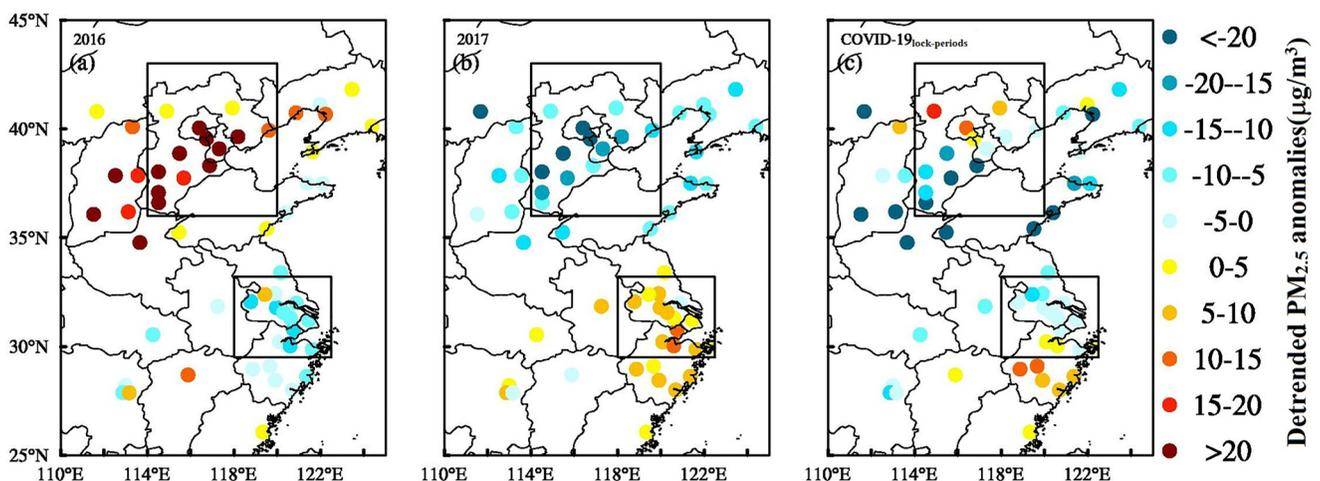 45°N
40°N
35°N
30°N
25°N
2016
(a)
110°E 114°E 118°E 122°E
2017
(b)
110°E 114°E 118°E 122°E
COVID-19lock-periods
(c)
110°E 114°E 118°E 122°E
<-20
-20--15
-15--10
-10--5
-5-0
0-5
5-10
10-15
15-20
>20
Detrended PM2.5 anomalies(μg/m³)